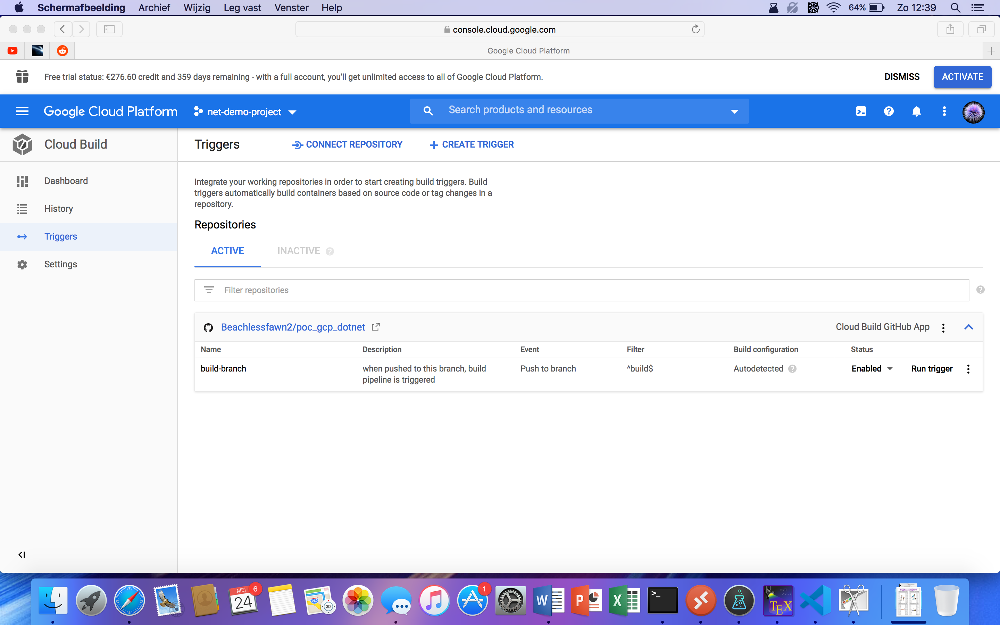 Schermafbeelding Archief Wijzig Leg vast Venster Help 64% Zo 12:39
console.cloud.google.com
Google Cloud Platform
Free trial status: €276.60 credit and 359 days remaining - with a full account, you'll get unlimited access to all of Google Cloud Platform. DISMISS ACTIVATE
Google Cloud Platform net-demo-project Search products and resources
Cloud Build
Triggers CONNECT REPOSITORY CREATE TRIGGER
Dashboard
History
Triggers
Settings
Integrate your working repositories in order to start creating build triggers. Build
triggers automatically build containers based on source code or tag changes in a
repository.
Repositories
ACTIVE INACTIVE
Filter repositories
Beachlessfawn2/poc_gcp_dotnet Cloud Build GitHub App
Name Description Event Filter Build configuration Status
build-branch when pushed to this branch, build Push to branch ^build$ Autodetected Enabled Run trigger
pipeline is triggered
MEI 6
24
280
3D
1
W
P
X
>_
TEX
WE CHALLENGE YOU!